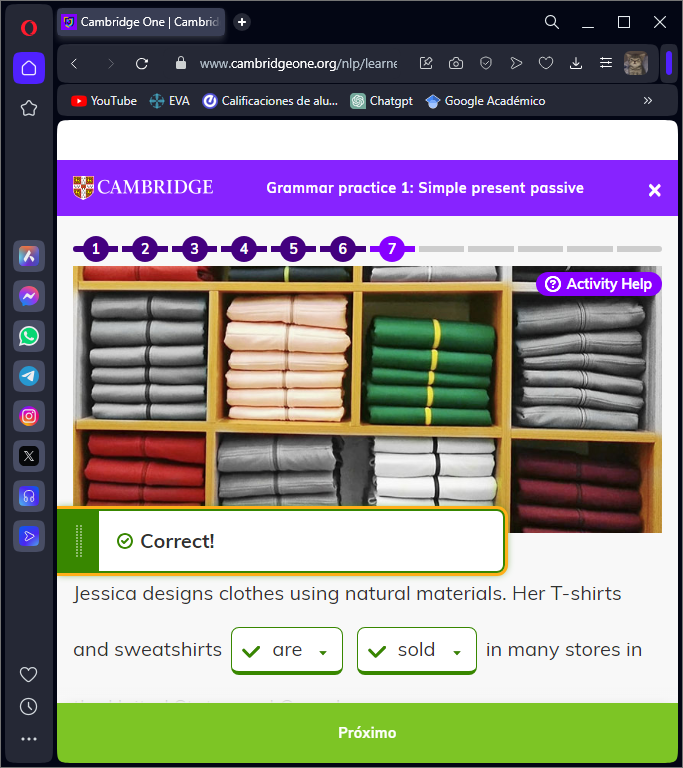 Cambridge One | Cambrid
www.cambridgeone.org/nlp/learne
YouTube EVA Calificaciones de alu... Chatgpt Google Académico
CAMBRIDGE
Grammar practice 1: Simple present passive
1 2 3 4 5 6 7
Activity Help
Correct!
Jessica designs clothes using natural materials. Her T-shirts
and sweatshirts are sold in many stores in
Próximo